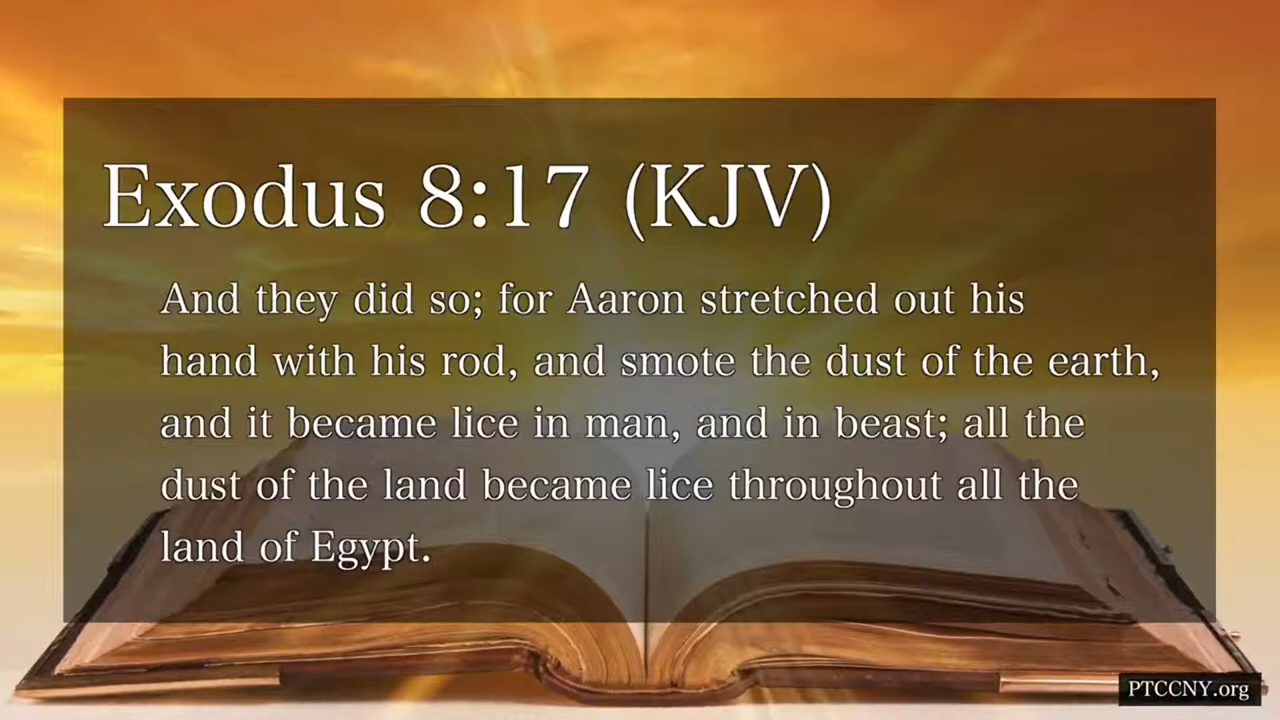 Exodus 8:17 (KJV)
And they did so; for Aaron stretched out his
hand with his rod, and smote the dust of the earth,
and it became lice in man, and in beast; all the
dust of the land became lice throughout all the
land of Egypt.
PTCCNY.org